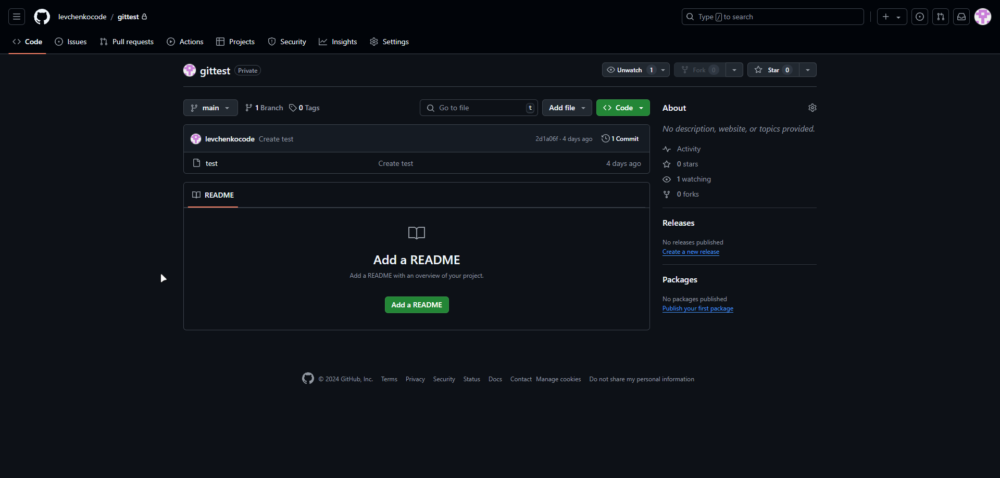 levchenkocode / gittest
Type / to search
Code Issues Pull requests Actions Projects Security Insights Settings
gittest Private
Unwatch 1 Fork 0 Star 0
main 1 Branch 0 Tags
Go to file t Add file Code
levchenkocode Create test 2d1a06f · 4 days ago 1 Commit
test Create test 4 days ago
README
Add a README
Add a README with an overview of your project.
Add a README
About
No description, website, or topics provided.
Activity
0 stars
1 watching
0 forks
Releases
No releases published
Create a new release
Packages
No packages published
Publish your first package
© 2024 GitHub, Inc. Terms Privacy Security Status Docs Contact Manage cookies Do not share my personal information